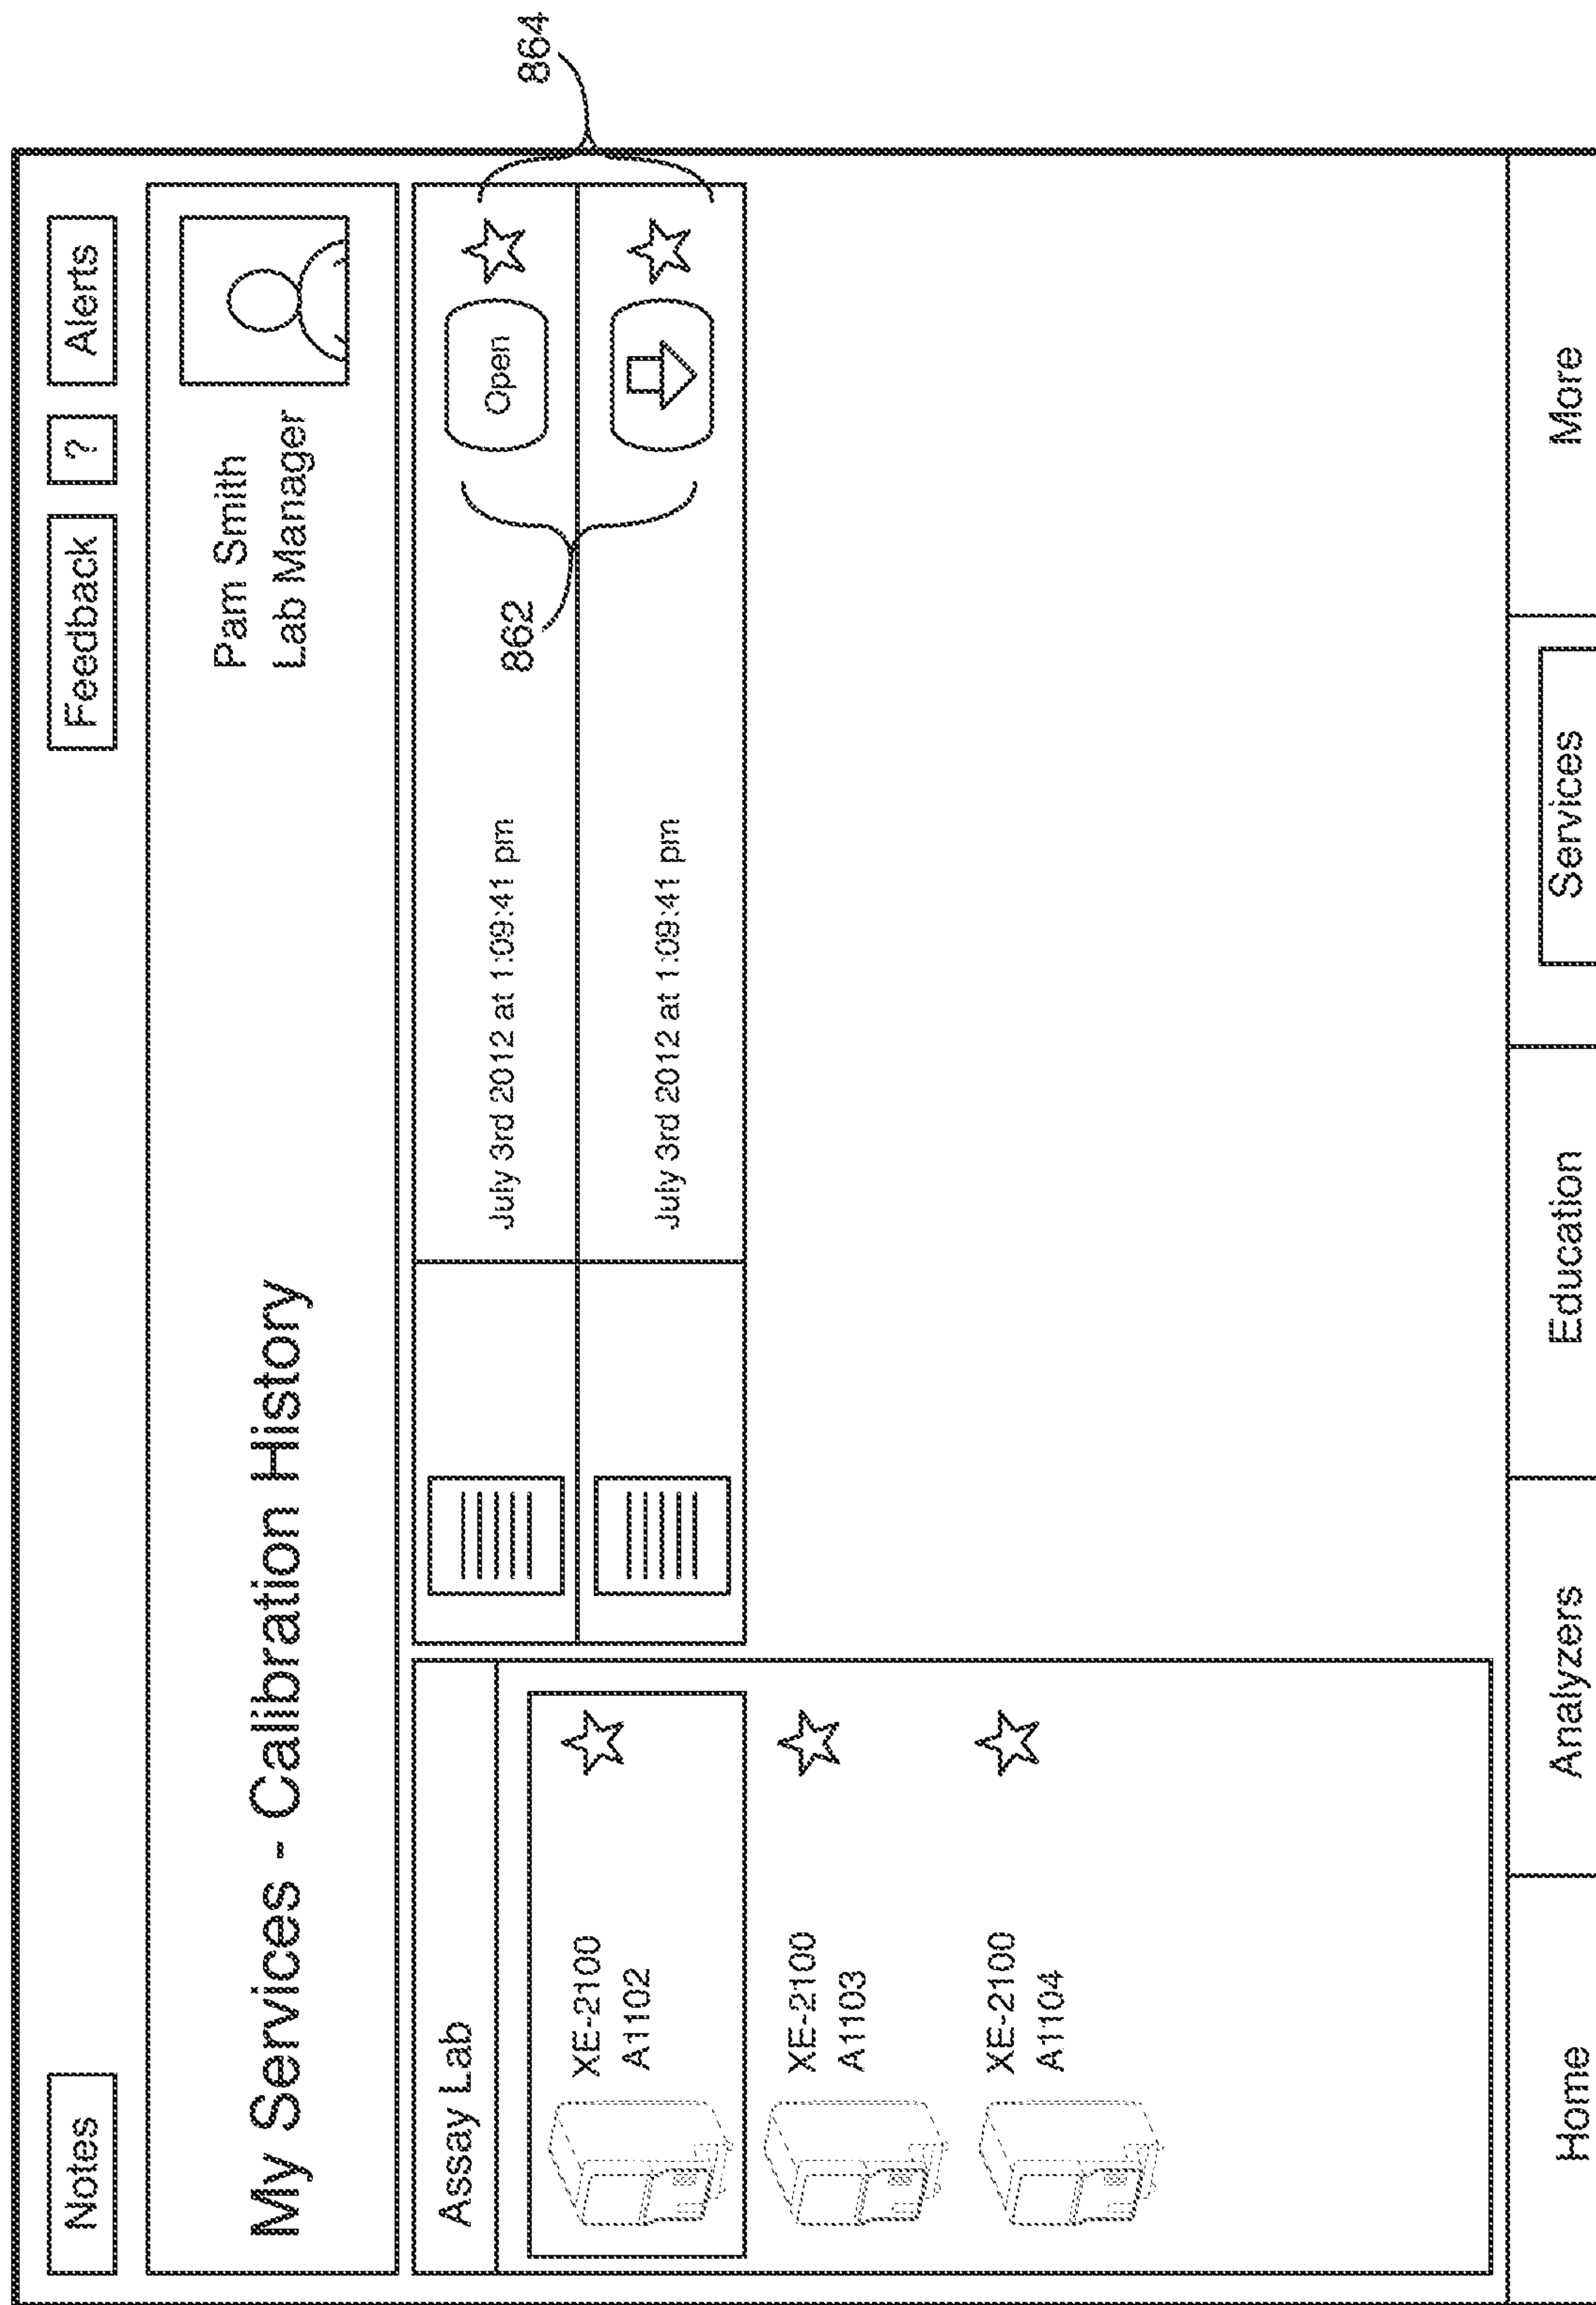 Notes
Feedback
?
Alerts
My Services - Calibration History
Pam Smith
Lab Manager
Assay Lab
XE-2100
A1102
XE-2100
A1103
XE-2100
A1104
July 3rd 2012 at 1:09:41 pm
Open
July 3rd 2012 at 1:09:41 pm
862
864
Home
Analyzers
Education
Services
More